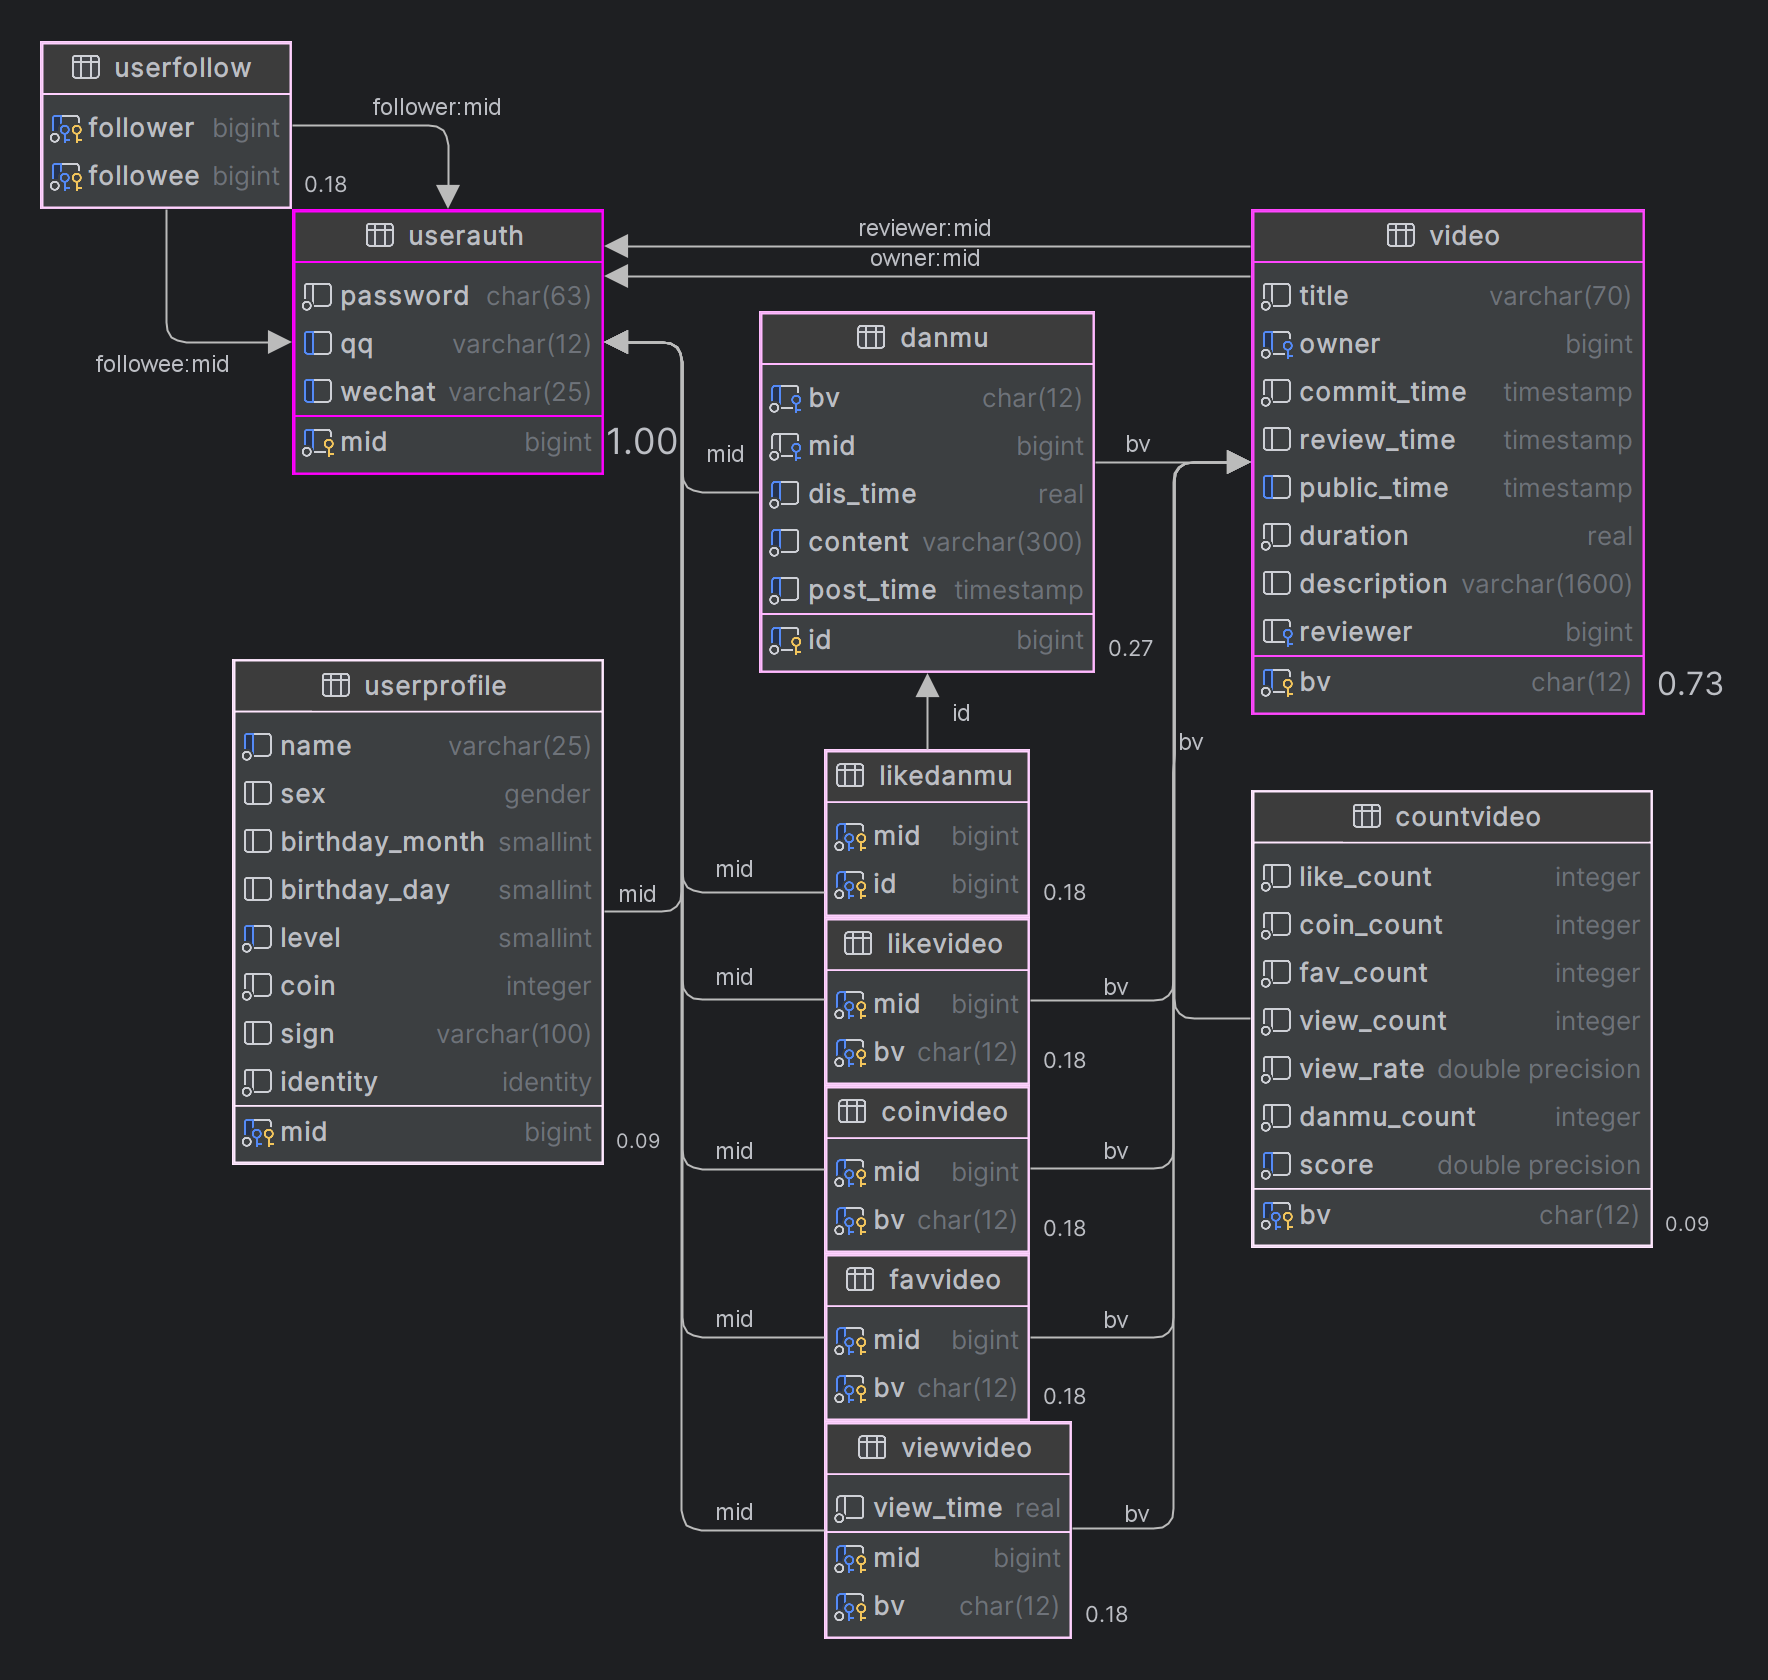 userfollow
follower bigint
followee bigint
0.18
follower:mid
followee:mid
userauth
password char(63)
qq varchar(12)
wechat varchar(25)
mid bigint
1.00
reviewer:mid
owner:mid
video
title varchar(70)
owner bigint
commit_time timestamp
review_time timestamp
public_time timestamp
duration real
description varchar(1600)
reviewer bigint
bv char(12)
0.73
danmu
bv char(12)
mid bigint
dis_time real
content varchar(300)
post_time timestamp
id bigint
0.27
mid
bv
id
bv
userprofile
name varchar(25)
sex gender
birthday_month smallint
birthday_day smallint
level smallint
coin integer
sign varchar(100)
identity identity
mid bigint
0.09
mid
likedanmu
mid bigint
id bigint
0.18
mid
likevideo
mid bigint
bv char(12)
0.18
mid
bv
coinvideo
mid bigint
bv char(12)
0.18
mid
bv
favvideo
mid bigint
bv char(12)
0.18
mid
bv
viewvideo
view_time real
mid bigint
bv char(12)
0.18
mid
bv
countvideo
like_count integer
coin_count integer
fav_count integer
view_count integer
view_rate double precision
danmu_count integer
score double precision
bv char(12)
0.09